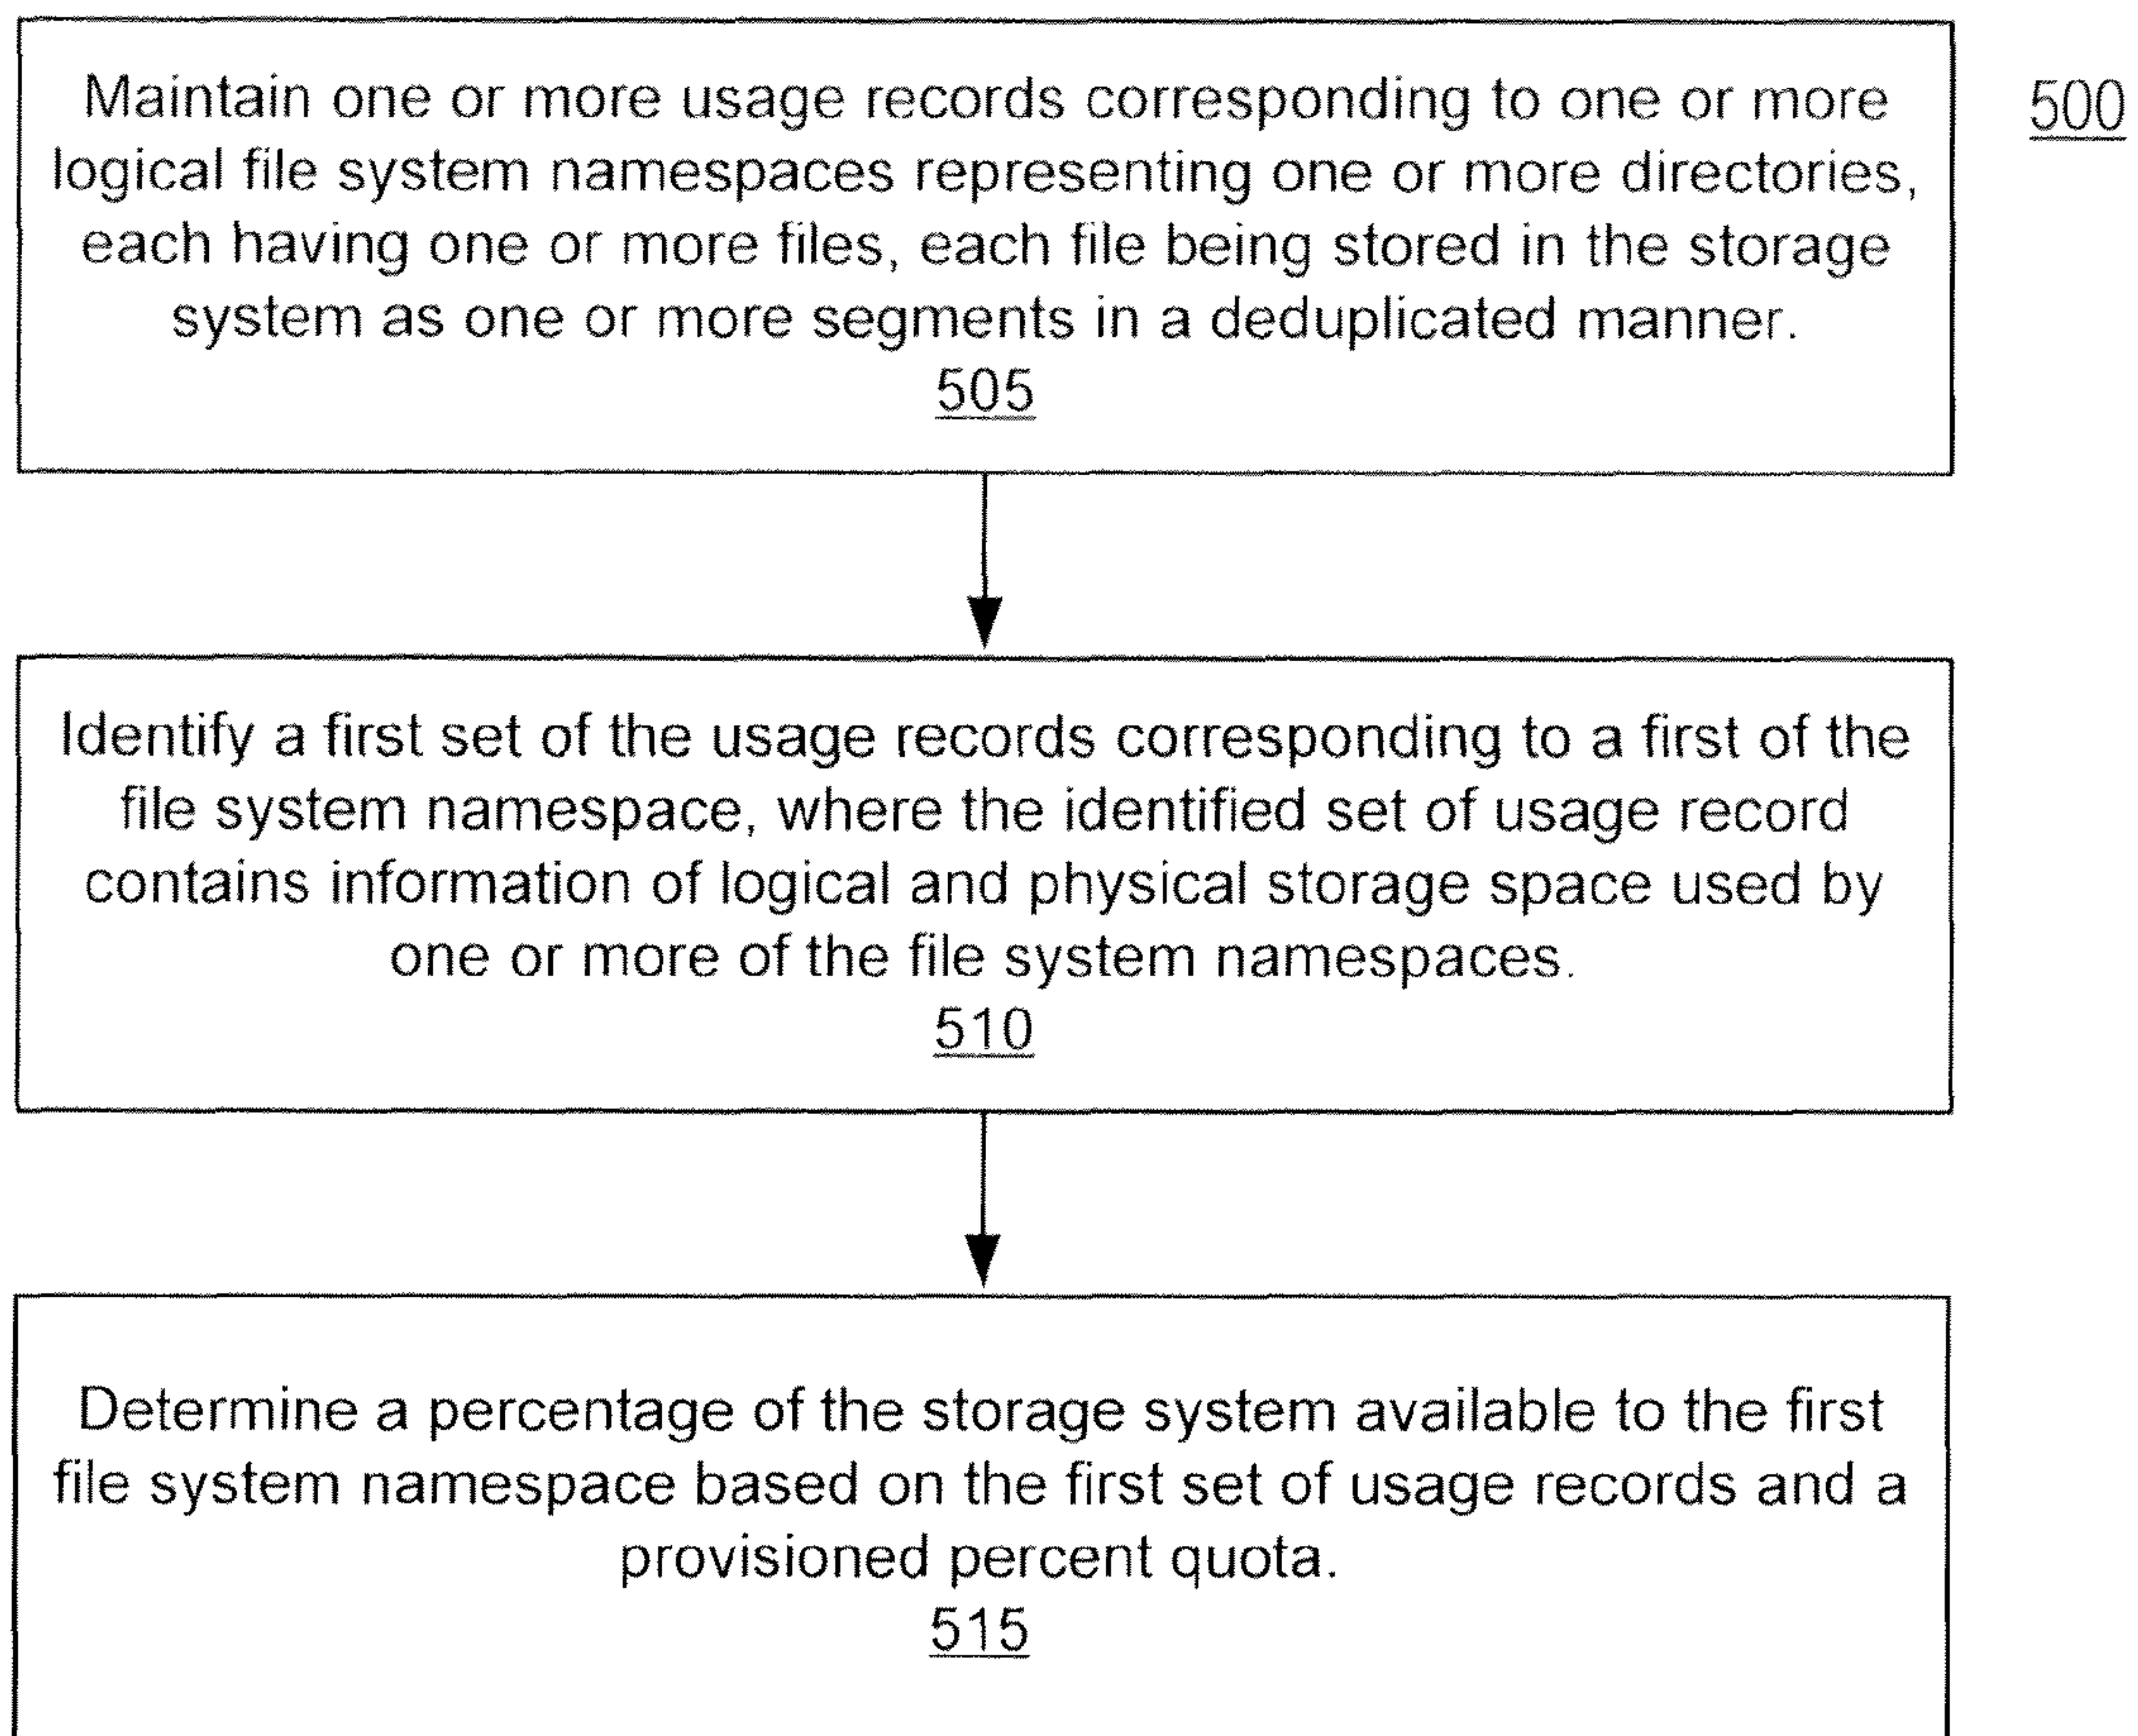 Maintain one or more usage records corresponding to one or more
logical file system namespaces representing one or more directories,
each having one or more files, each file being stored in the storage
system as one or more segments in a deduplicated manner.
505
500
Identify a first set of the usage records corresponding to a first of the
file system namespace, where the identified set of usage record
contains information of logical and physical storage space used by
one or more of the file system namespaces.
510
Determine a percentage of the storage system available to the first
file system namespace based on the first set of usage records and a
provisioned percent quota.
515